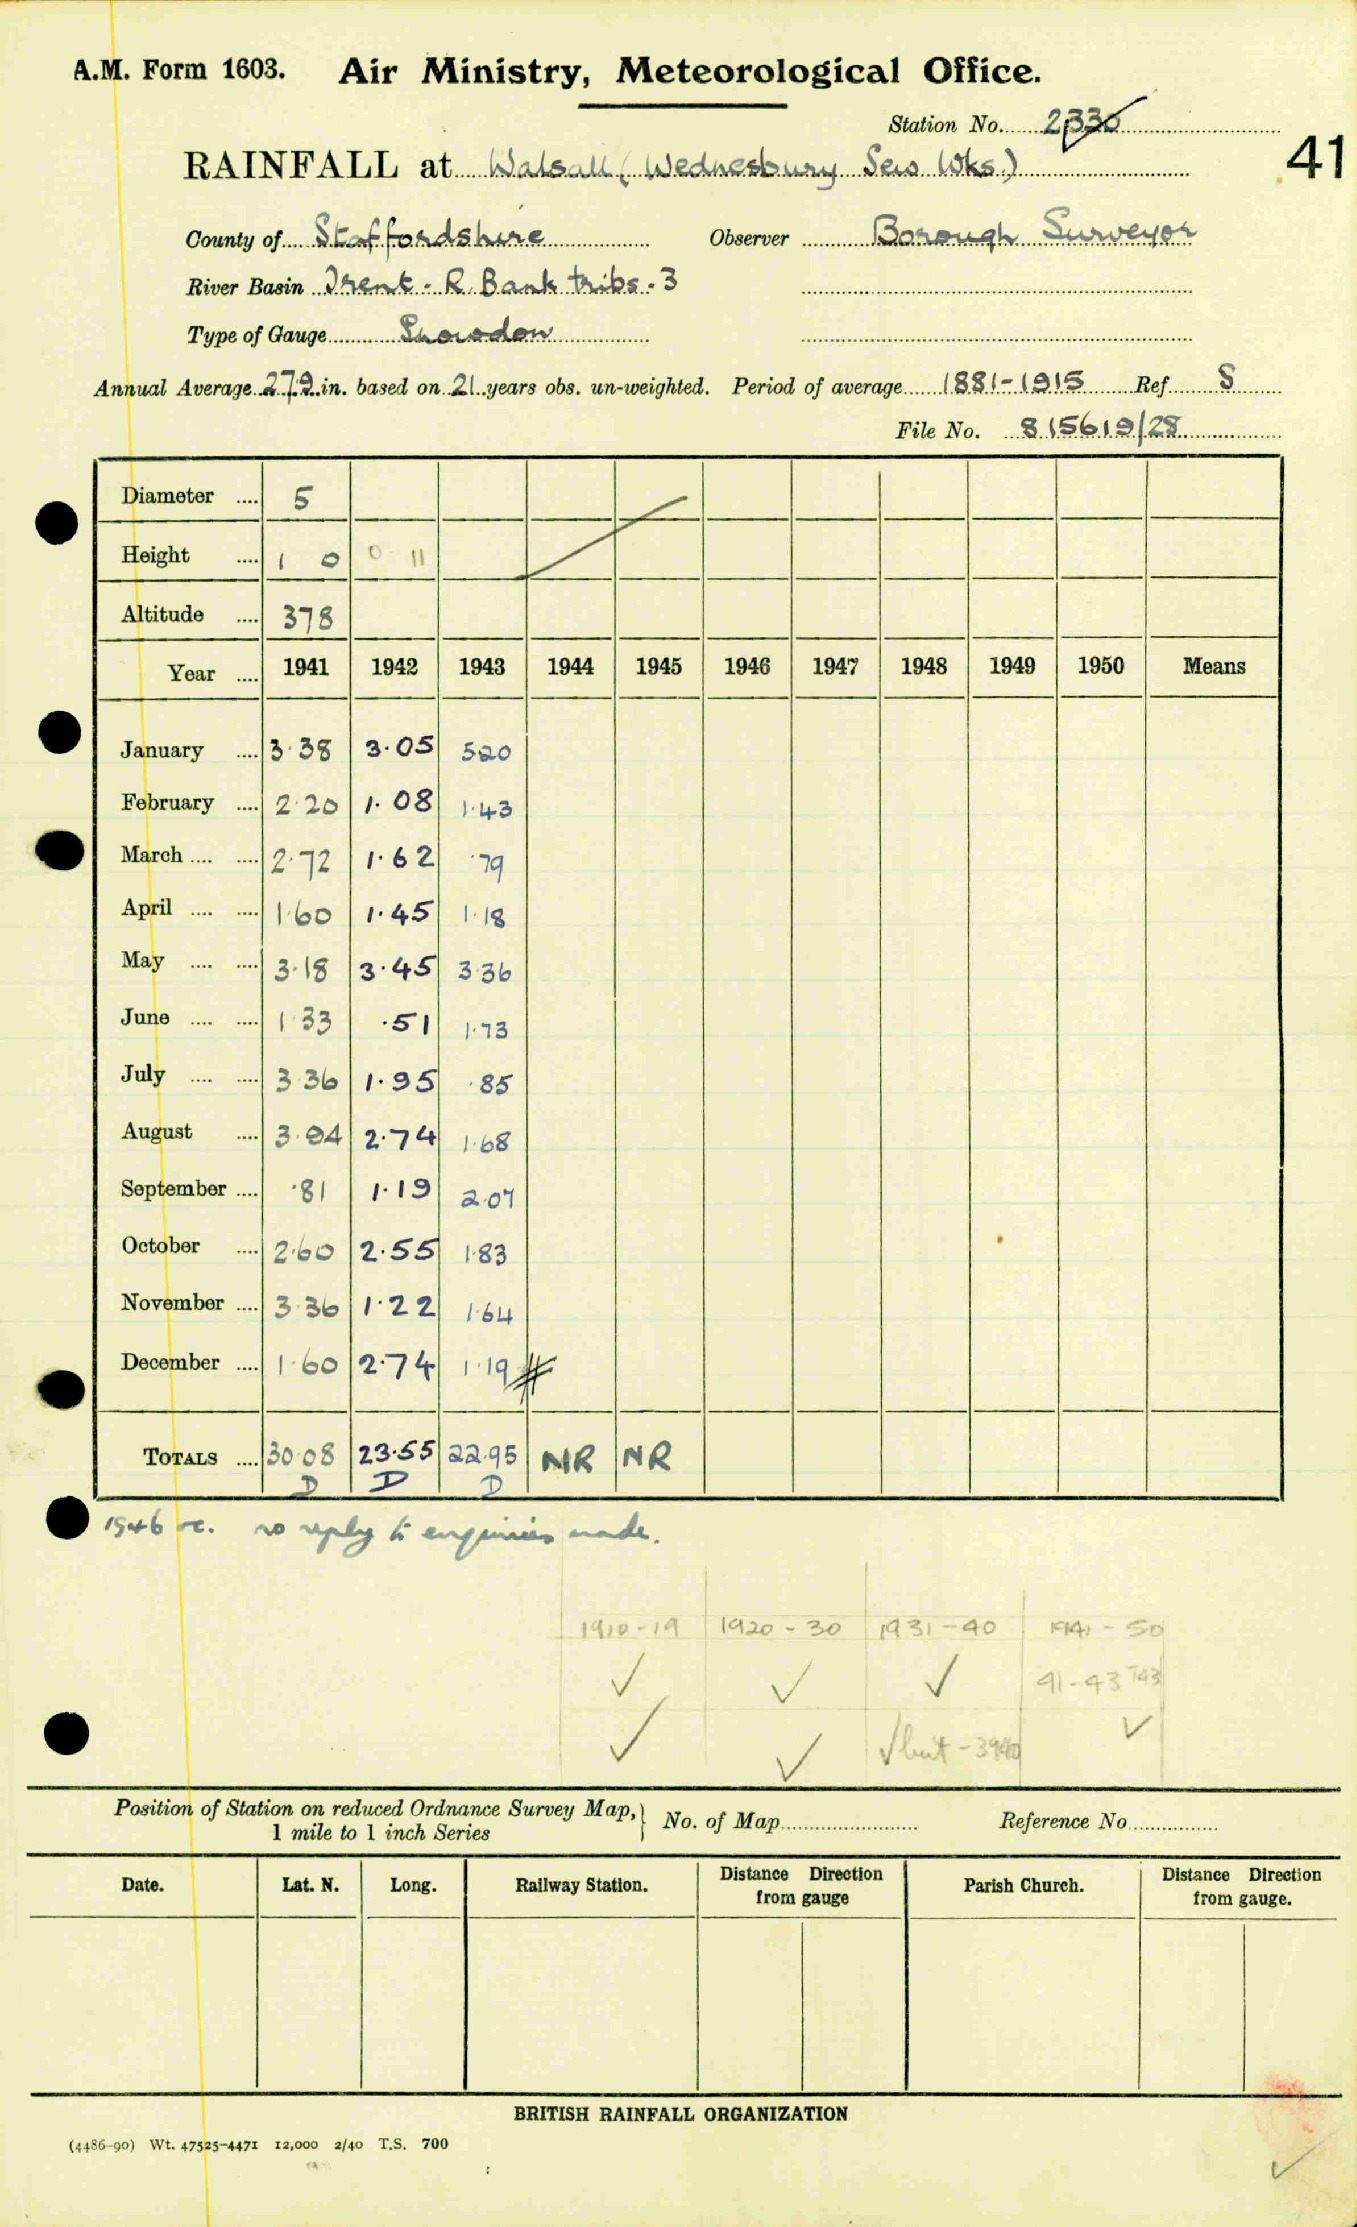 A.M. Form 1603. Air Ministry, Meteorological Office.
Station No. 2330
41
RAINFALL at Walsall (Wednesbury Sew Wks.)
County of Staffordshire Observer Borough Surveyor
River Basin Trent - R. Bank tribs. 3
Type of Gauge Snowdon
Annual Average 27.9 in. based on 21 years obs. un-weighted. Period of average 1881-1915 Ref S
File No. 815619/28
Diameter .... 5
Height .... 1 0 0 11
Altitude .... 378
Year .... 1941 1942 1943 1944 1945 1946 1947 1948 1949 1950 Means
January .... 3.38 3.05 5.20
February .... 2.20 1.08 1.43
March .... .... 2.72 1.62 .79
April .... .... 1.60 1.45 1.18
May .... .... 3.18 3.45 3.36
June .... .... 1.33 .51 1.73
July .... .... 3.36 1.95 .85
August .... 3.94 2.74 1.68
September .... .81 1.19 2.07
October .... 2.60 2.55 1.83
November .... 3.36 1.22 1.64
December .... 1.60 2.74 1.19
TOTALS .... 30.08 23.55 22.95 NR NR
D D D
1946 no reply to enquiries made.
1910-19 1920-30 1931-40 1941-50
✓ ✓ ✓ 41-43 743
✓ ✓ ✓ but -3940 ✓
Position of Station on reduced Ordnance Survey Map,} No. of Map Reference No
1 mile to 1 inch Series
Date. Lat. N. Long. Railway Station. Distance Direction from gauge Parish Church. Distance Direction from gauge.
BRITISH RAINFALL ORGANIZATION
(4486-90) Wt. 47525-4471 12,000 2/40 T.S. 700